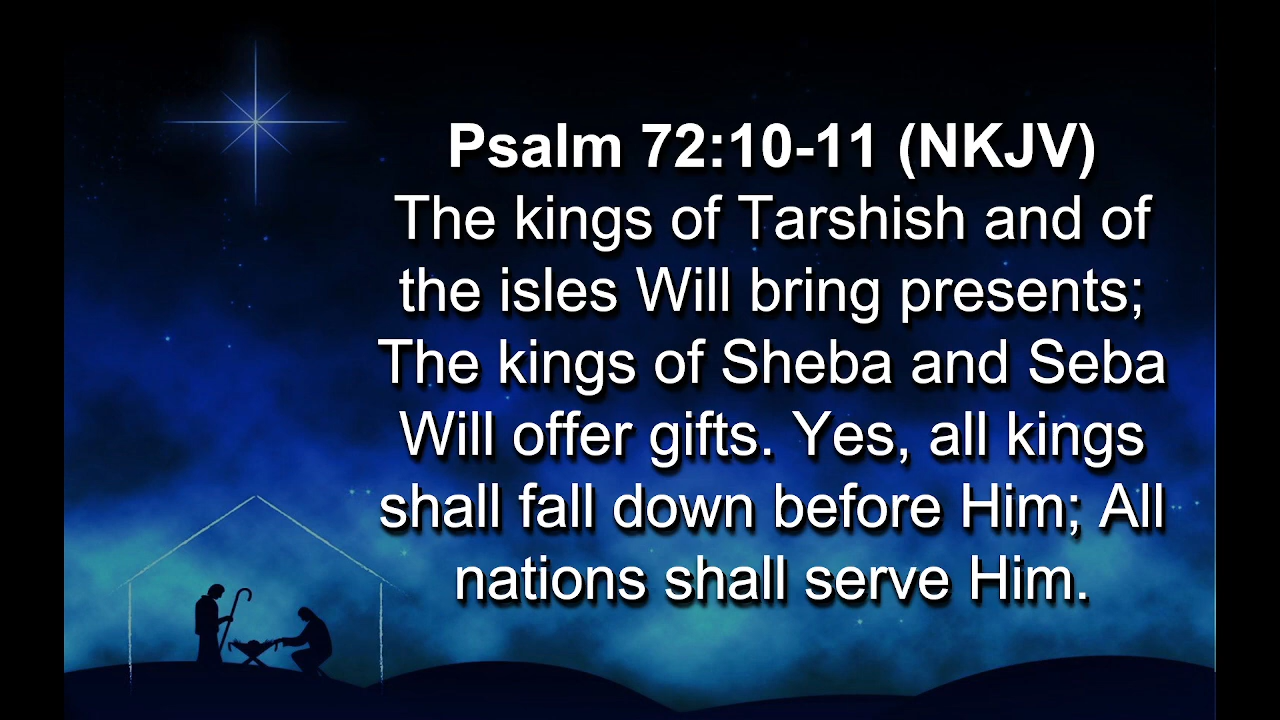 Psalm 72:10-11 (NKJV)
The kings of Tarshish and of
the isles Will bring presents;
The kings of Sheba and Seba
Will offer gifts. Yes, all kings
shall fall down before Him; All
nations shall serve Him.